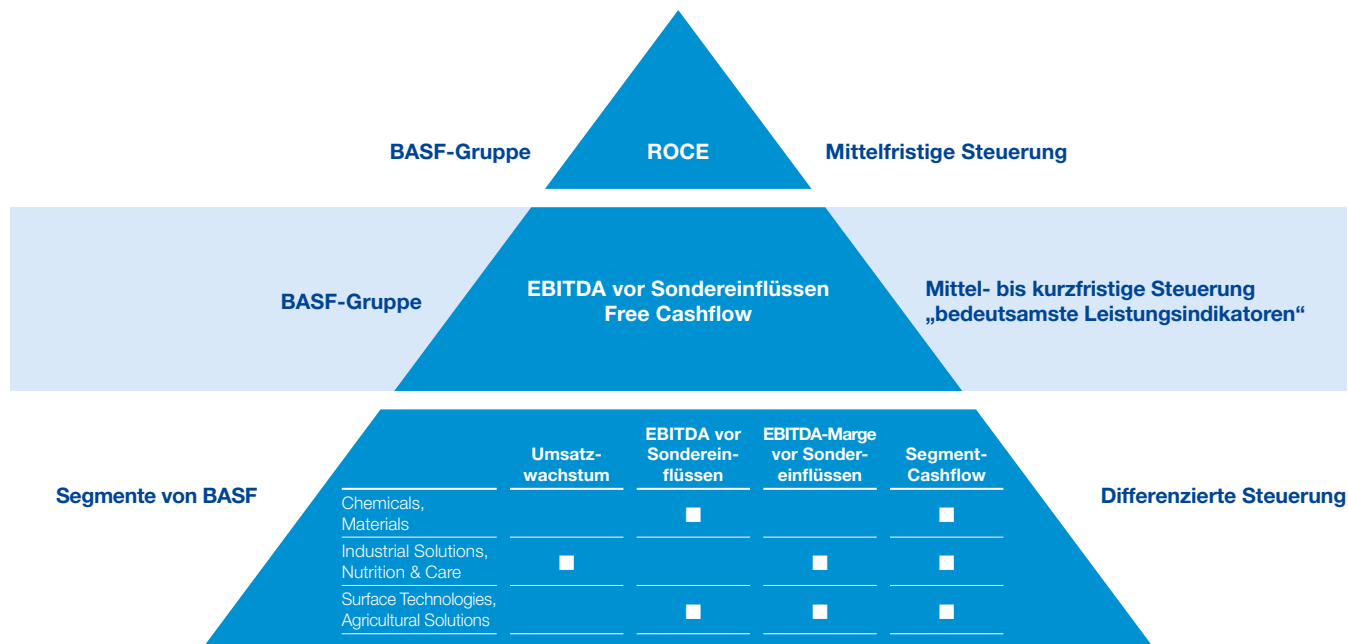 BASF-Gruppe
ROCE
Mittelfristige Steuerung
BASF-Gruppe
EBITDA vor Sondereinflüssen
Free Cashflow
Mittel- bis kurzfristige Steuerung
„bedeutsamste Leistungsindikatoren“
Segmente von BASF
Umsatz-
wachstum
EBITDA vor
Sonderein-
flüssen
EBITDA-Marge
vor Sonder-
einflüssen
Segment-
Cashflow
Differenzierte Steuerung
Chemicals,
Materials
Industrial Solutions,
Nutrition & Care
Surface Technologies,
Agricultural Solutions